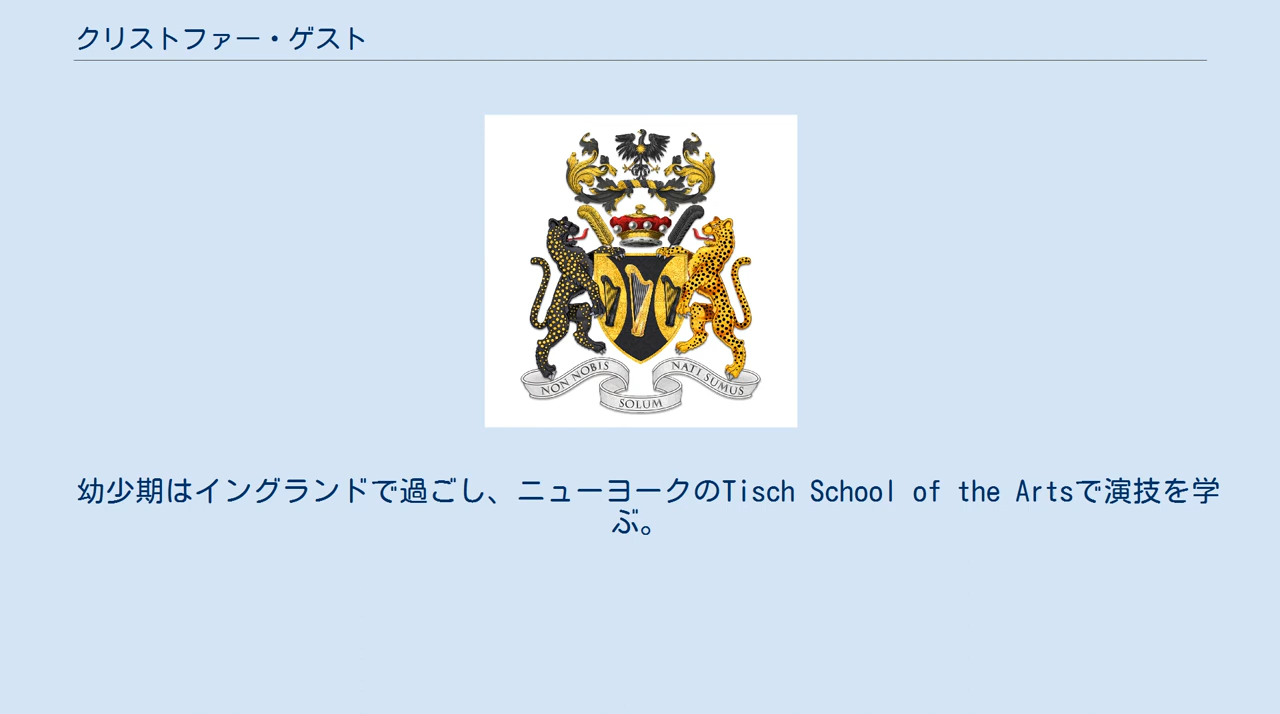 クリストファー・ゲスト
NON NOBIS
SOLUM
NATI SUMUS
幼少期はイングランドで過ごし、ニューヨークのTisch School of the Artsで演技を学
ぶ。